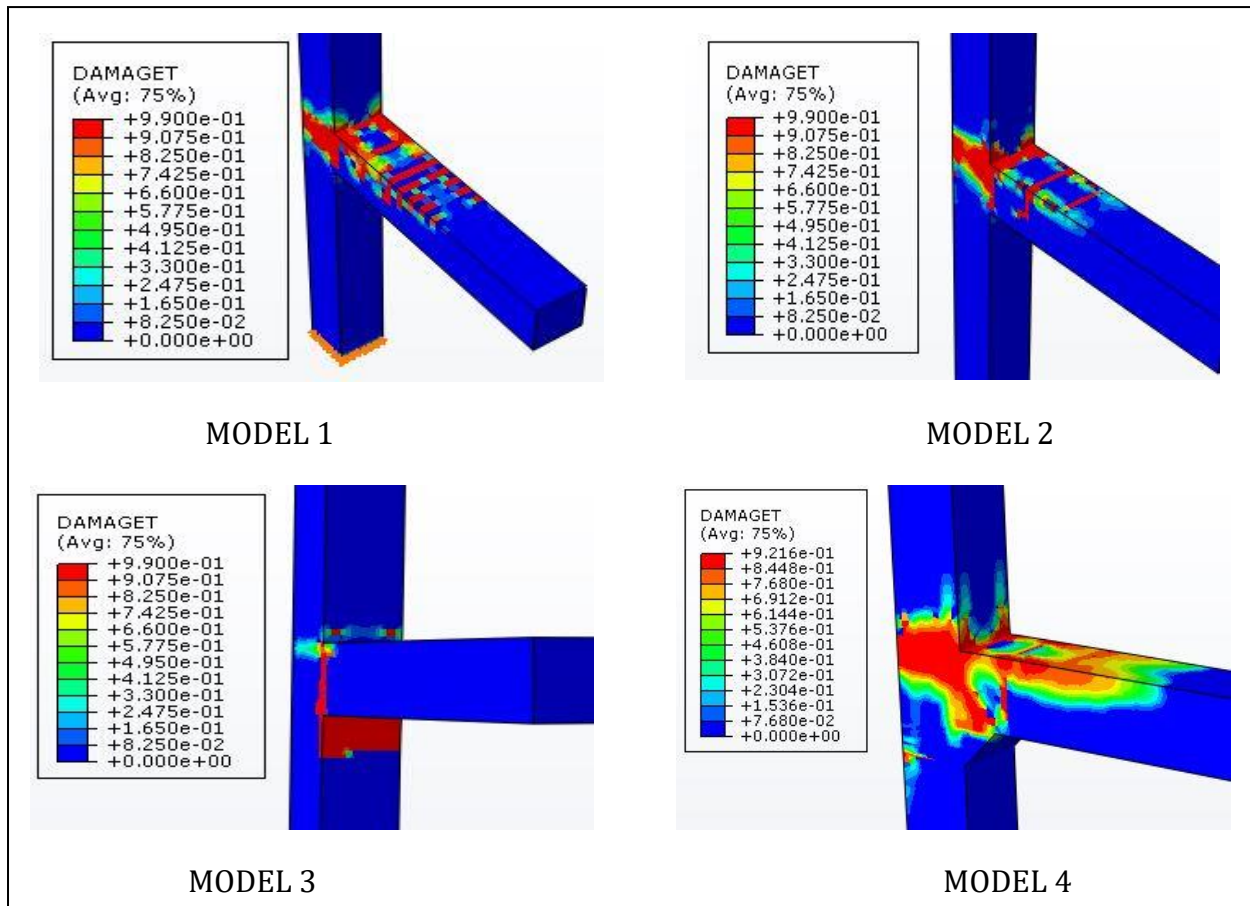 DAMAGET
(Avg: 75%)
+9.900e-01
+9.075e-01
+8.250e-01
+7.425e-01
+6.600e-01
+5.775e-01
+4.950e-01
+4.125e-01
+3.300e-01
+2.475e-01
+1.650e-01
+8.250e-02
+0.000e+00
MODEL 1
DAMAGET
(Avg: 75%)
+9.900e-01
+9.075e-01
+8.250e-01
+7.425e-01
+6.600e-01
+5.775e-01
+4.950e-01
+4.125e-01
+3.300e-01
+2.475e-01
+1.650e-01
+8.250e-02
+0.000e+00
MODEL 2
DAMAGET
(Avg: 75%)
+9.900e-01
+9.075e-01
+8.250e-01
+7.425e-01
+6.600e-01
+5.775e-01
+4.950e-01
+4.125e-01
+3.300e-01
+2.475e-01
+1.650e-01
+8.250e-02
+0.000e+00
MODEL 3
DAMAGET
(Avg: 75%)
+9.216e-01
+8.448e-01
+7.680e-01
+6.912e-01
+6.144e-01
+5.376e-01
+4.608e-01
+3.840e-01
+3.072e-01
+2.304e-01
+1.536e-01
+7.680e-02
+0.000e+00
MODEL 4